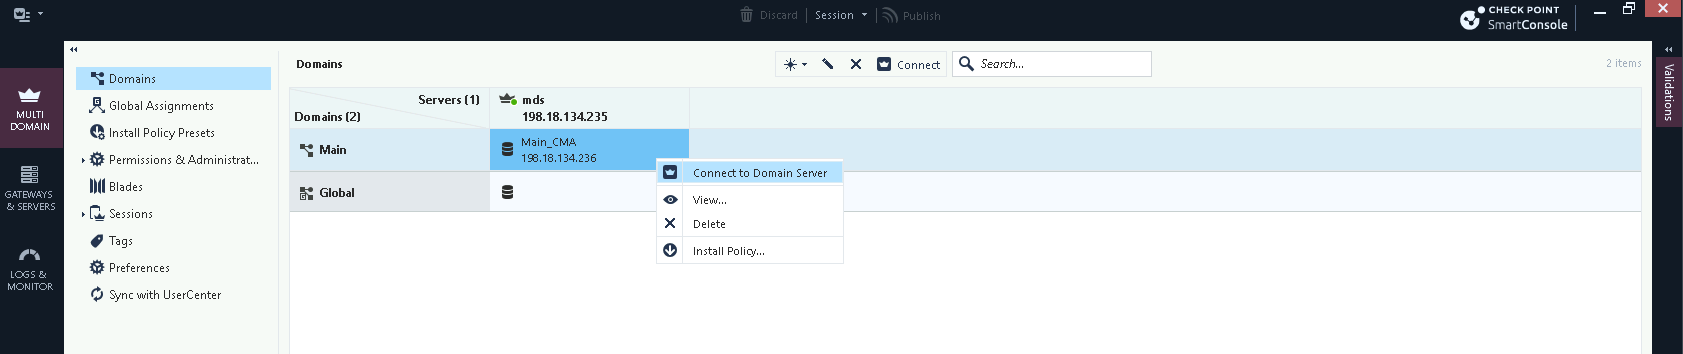 Discard
Session
Publish
CHECK POINT
SmartConsole
MULTI
DOMAIN
GATEWAYS
& SERVERS
LOGS &
MONITOR
Domains
Global Assignments
Install Policy Presets
Permissions & Administrat...
Blades
Sessions
Tags
Preferences
Sync with UserCenter
Domains
Connect
Search...
2 items
Servers (1)
Domains (2)
mds
198.18.134.235
Main
Main_CMA
198.18.134.236
Global
Connect to Domain Server
View...
Delete
Install Policy...
Validations